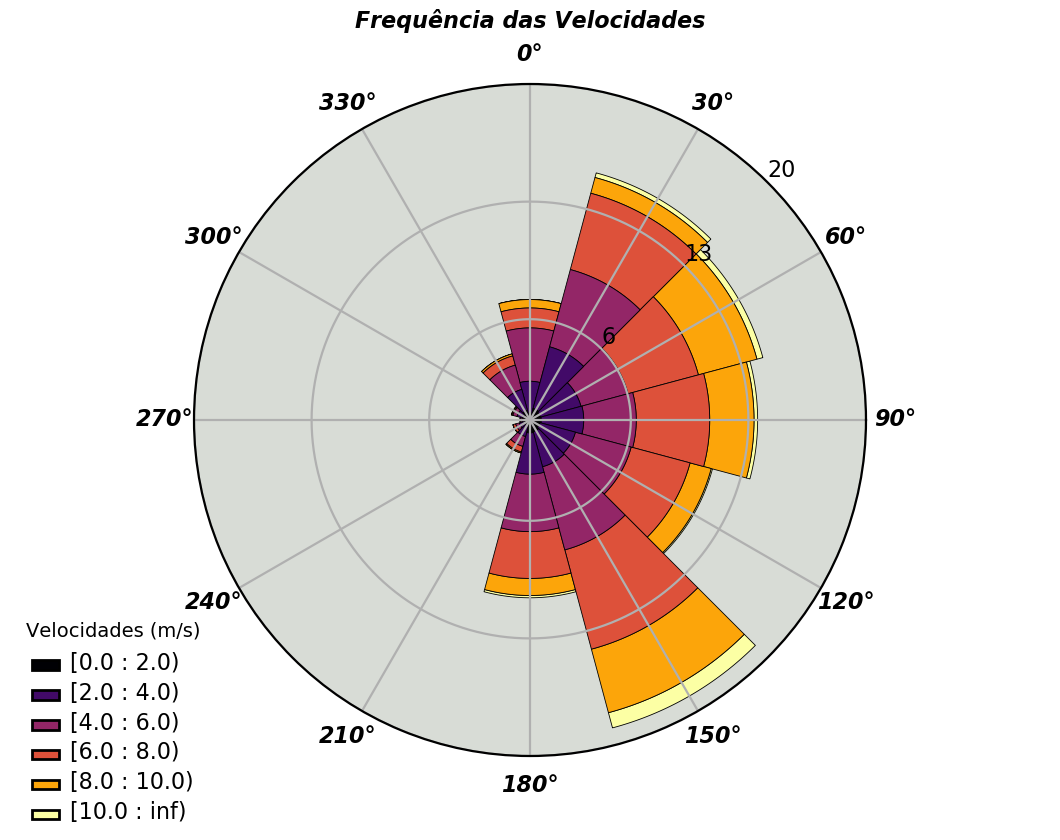 Frequência das Velocidades
0°
330°
30°
20
300°
60°
13
6
270°
90°
240°
120°
210°
150°
180°
Velocidades (m/s)
[0.0 : 2.0)
[2.0 : 4.0)
[4.0 : 6.0)
[6.0 : 8.0)
[8.0 : 10.0)
[10.0 : inf)